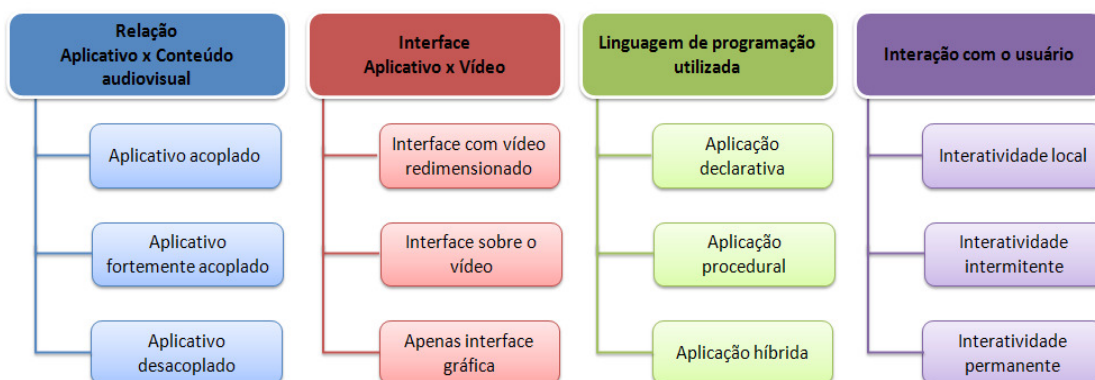 Relação
Aplicativo x Conteúdo
audiovisual
Aplicativo acoplado
Aplicativo
fortemente acoplado
Aplicativo
desacoplado
Interface
Aplicativo x Vídeo
Interface com vídeo
redimensionado
Interface sobre o
vídeo
Apenas interface
gráfica
Linguagem de programação
utilizada
Aplicação
declarativa
Aplicação
procedural
Aplicação híbrida
Interação com o usuário
Interatividade local
Interatividade
intermitente
Interatividade
permanente